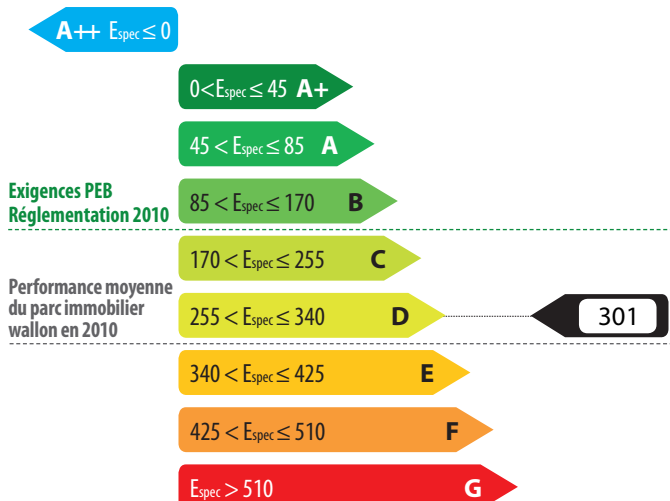 A++ Espec ≤ 0
0<Espec ≤ 45 A+
45 < Espec ≤ 85 A
Exigences PEB
Réglementation 2010
85 < Espec ≤ 170 B
170 < Espec ≤ 255 C
Performance moyenne
du parc immobilier
wallon en 2010
255 < Espec ≤ 340 D
301
340 < Espec ≤ 425 E
425 < Espec ≤ 510 F
Espec > 510 G